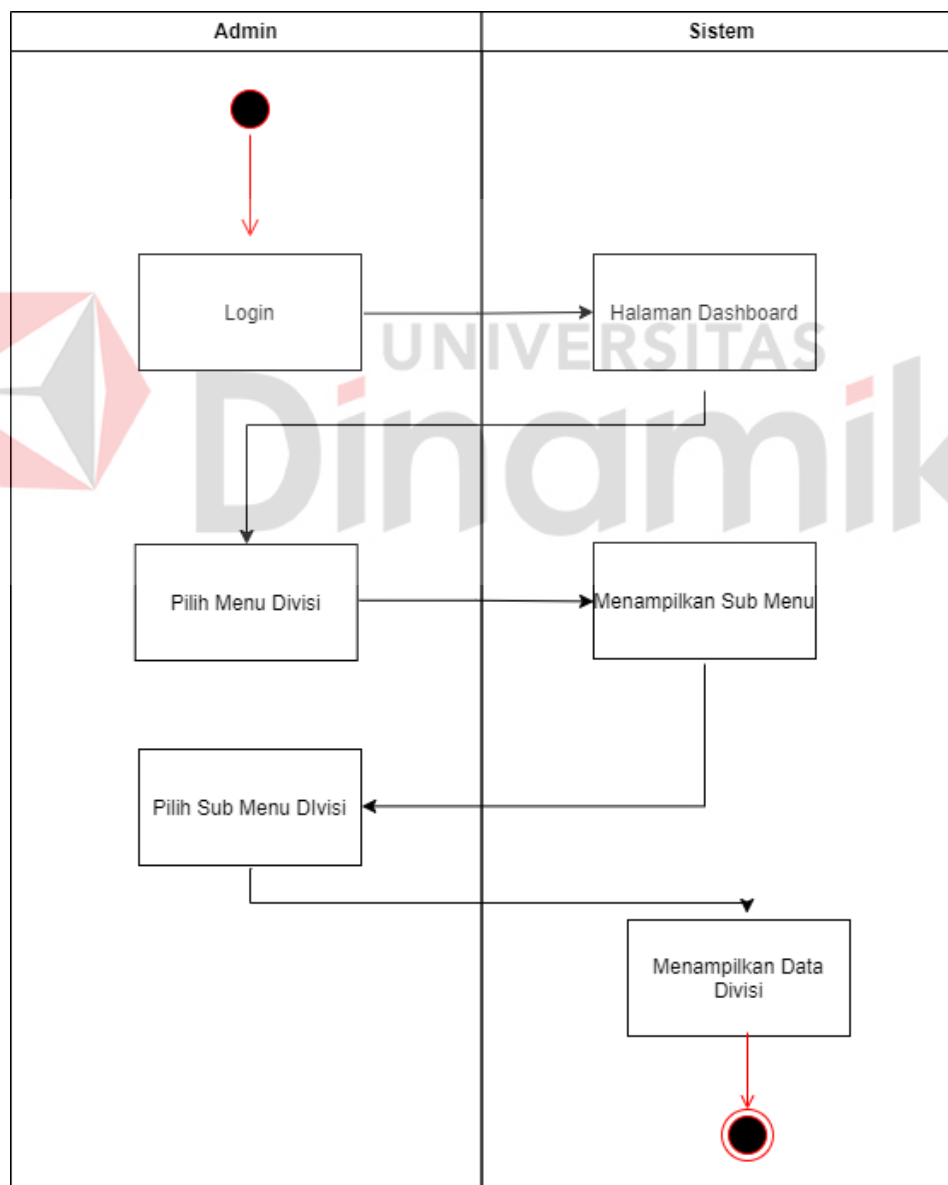 Admin
Sistem
Login
Halaman Dashboard
UNIVERSITAS
Dinamik
Pilih Menu Divisi
Menampilkan Sub Menu
Pilih Sub Menu DIvisi
Menampilkan Data
Divisi